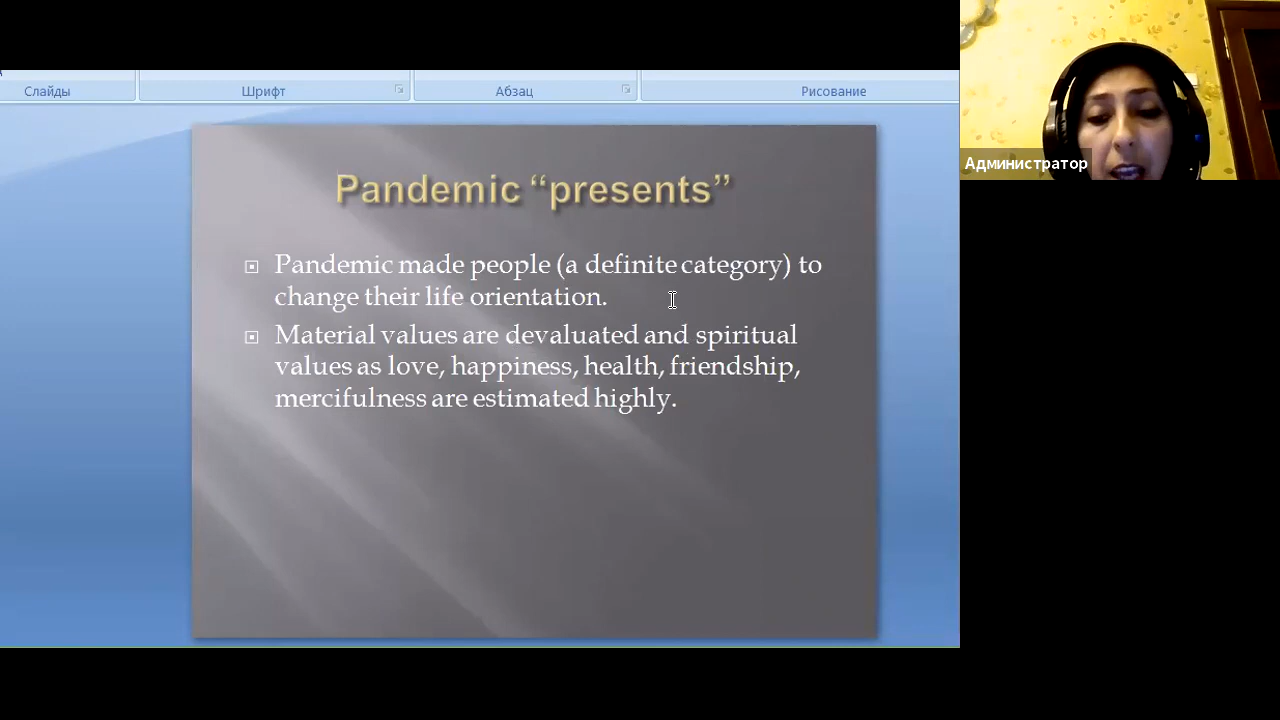 Слайды
Шрифт
Абзац
Рисование
Администратор
Pandemic “presents”
Pandemic made people (a definite category) to
change their life orientation.
Material values are devaluated and spiritual
values as love, happiness, health, friendship,
mercifulness are estimated highly.